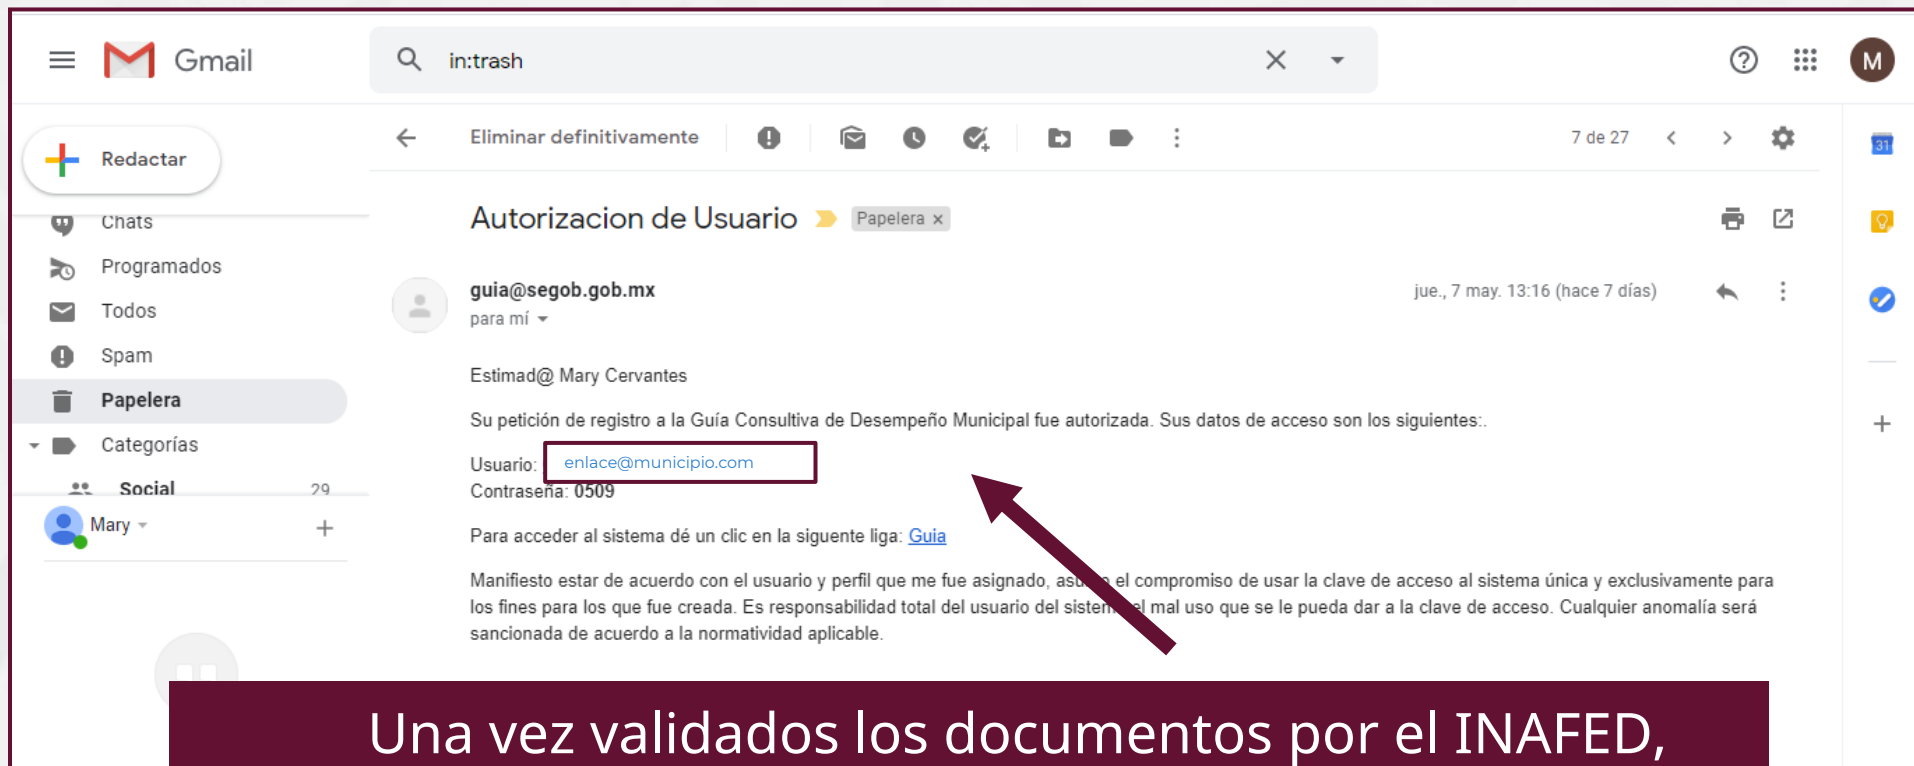 Gmail
in:trash
M
Redactar
Eliminar definitivamente
7 de 27
31
Chats
Programados
Todos
Spam
Papelera
Categorías
Social 29
Mary
Autorizacion de Usuario Papelera x
guia@segob.gob.mx
jue., 7 may. 13:16 (hace 7 días)
para mí
Estimad@ Mary Cervantes
Su petición de registro a la Guía Consultiva de Desempeño Municipal fue autorizada. Sus datos de acceso son los siguientes:.
Usuario: enlace@municipio.com
Contraseña: 0509
Para acceder al sistema dé un clic en la siguente liga: Guia
Manifiesto estar de acuerdo con el usuario y perfil que me fue asignado, el compromiso de usar la clave de acceso al sistema única y exclusivamente para
los fines para los que fue creada. Es responsabilidad total del usuario del el mal uso que se le pueda dar a la clave de acceso. Cualquier anomalía será
sancionada de acuerdo a la normatividad aplicable.
Una vez validados los documentos por el INAFED,